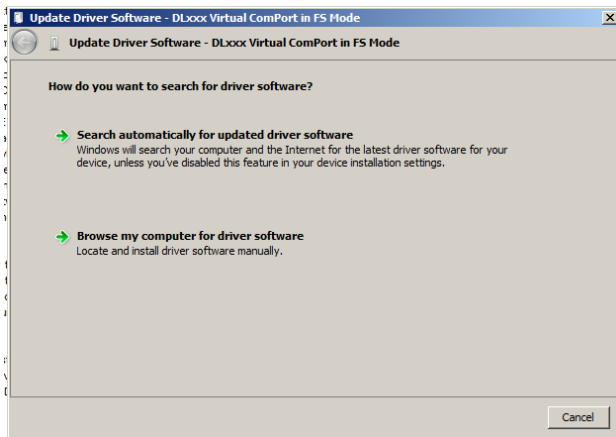 Update Driver Software - DLxxx Virtual ComPort in FS Mode
Update Driver Software - DLxxx Virtual ComPort in FS Mode
How do you want to search for driver software?
Search automatically for updated driver software
Windows will search your computer and the Internet for the latest driver software for your
device, unless you've disabled this feature in your device installation settings.
Browse my computer for driver software
Locate and install driver software manually.
Cancel